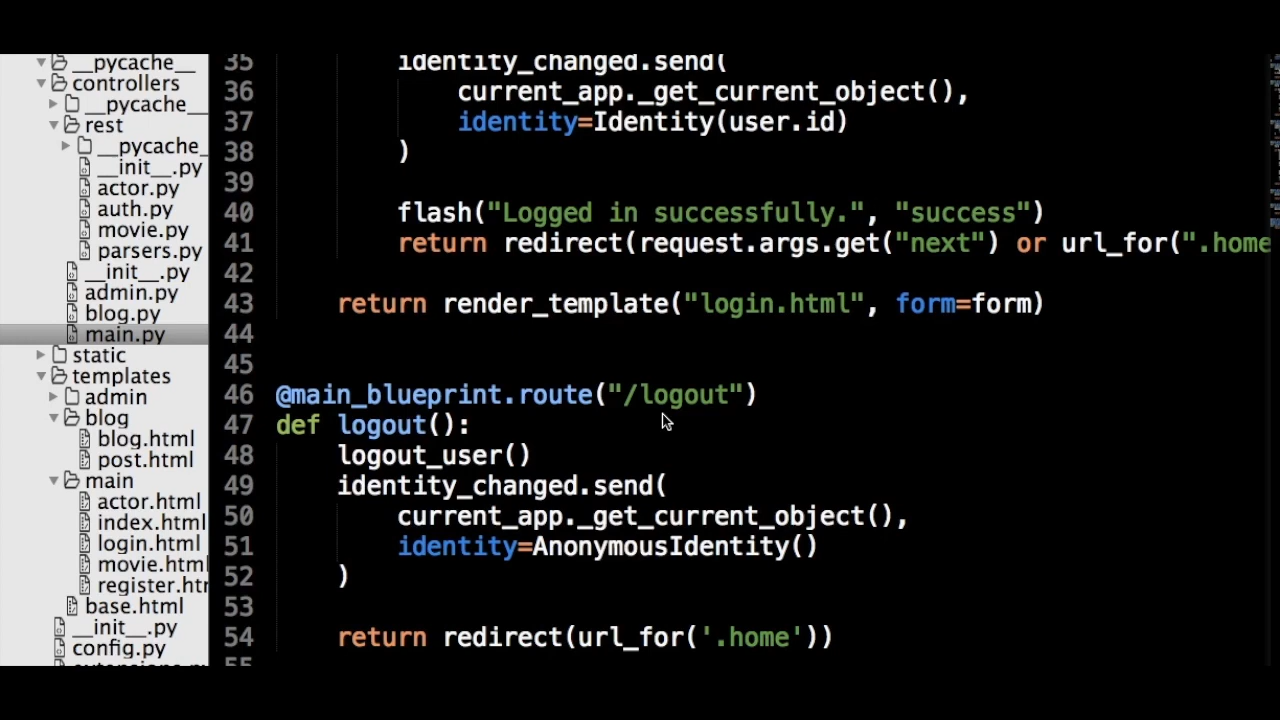 __pycache__
controllers
__pycache_
rest
__pycache_
__init__.py
actor.py
auth.py
movie.py
parsers.py
__init__.py
admin.py
blog.py
main.py
static
templates
admin
blog
blog.html
post.html
main
actor.html
index.html
login.html
movie.html
register.htr
base.html
__init__.py
config.py
35 identity_changed.send(
36 current_app._get_current_object(),
37 identity=Identity(user.id)
38 )
39
40 flash("Logged in successfully.", "success")
41 return redirect(request.args.get("next") or url_for(".home
42
43 return render_template("login.html", form=form)
44
45
46 @main_blueprint.route("/logout")
47 def logout():
48 logout_user()
49 identity_changed.send(
50 current_app._get_current_object(),
51 identity=AnonymousIdentity()
52 )
53
54 return redirect(url_for('.home'))
55